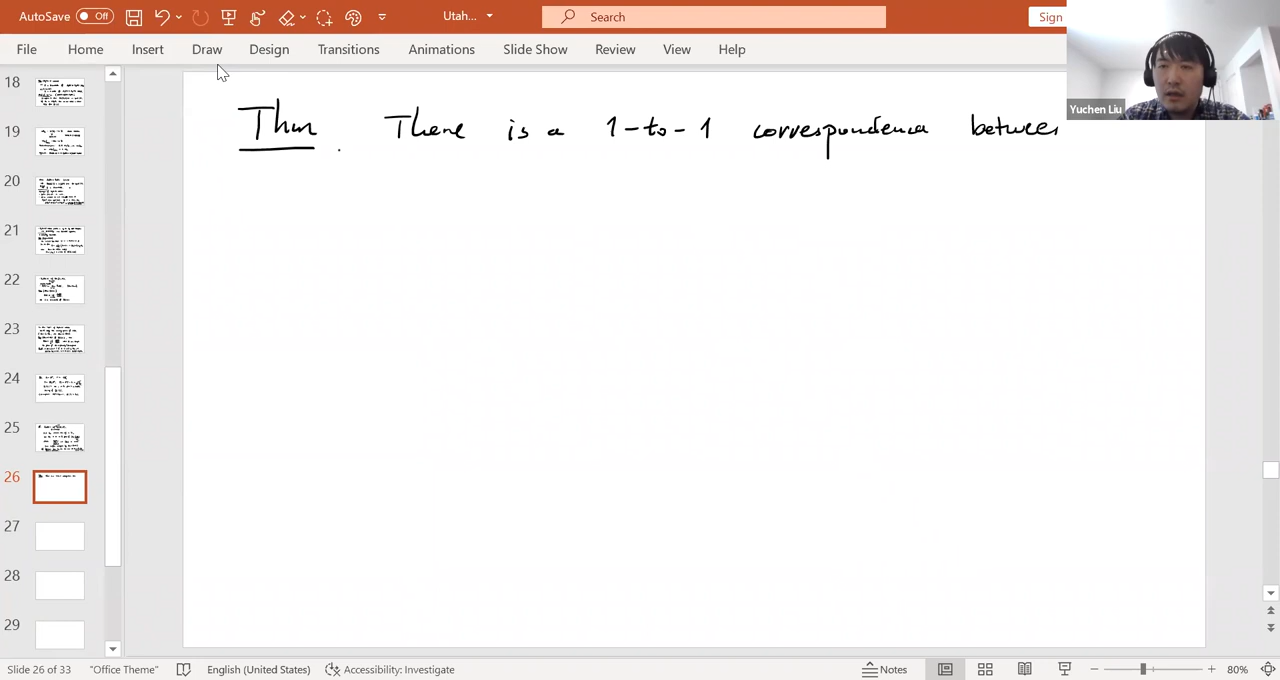 AutoSave Off Utah... Search Sign
File Home Insert Draw Design Transitions Animations Slide Show Review View Help
Yuchen Liu
18
19
20
21
22
23
24
25
26
27
28
29
Thm There is a 1-to-1 correspondence between
Slide 26 of 33 "Office Theme" English (United States) Accessibility: Investigate Notes 80%